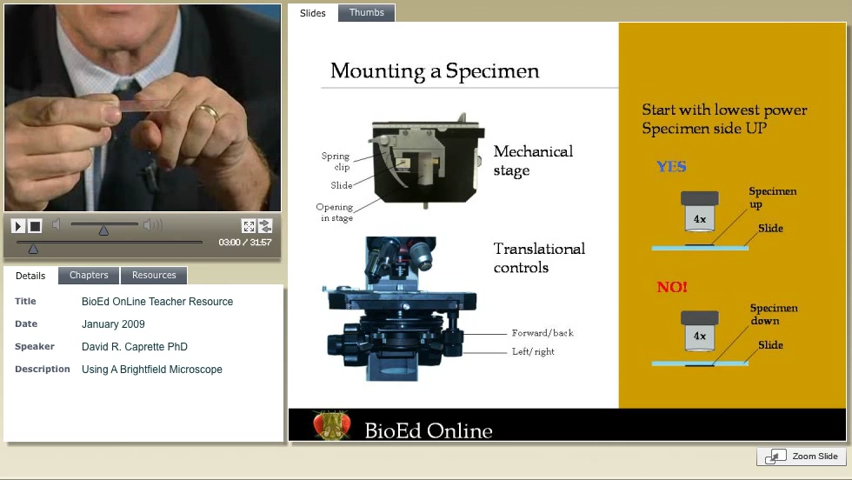 Slides
Thumbs
Mounting a Specimen
Start with lowest power
Specimen side UP
YES
Specimen
up
4x
Slide
NO!
Specimen
down
4x
Slide
Mechanical
stage
Spring
clip
Slide
Opening
in stage
Translational
controls
Forward/back
Left/right
BioEd Online
03:00 / 31:57
Details
Chapters
Resources
Title BioEd OnLine Teacher Resource
Date January 2009
Speaker David R. Caprette PhD
Description Using A Brightfield Microscope
Zoom Slide